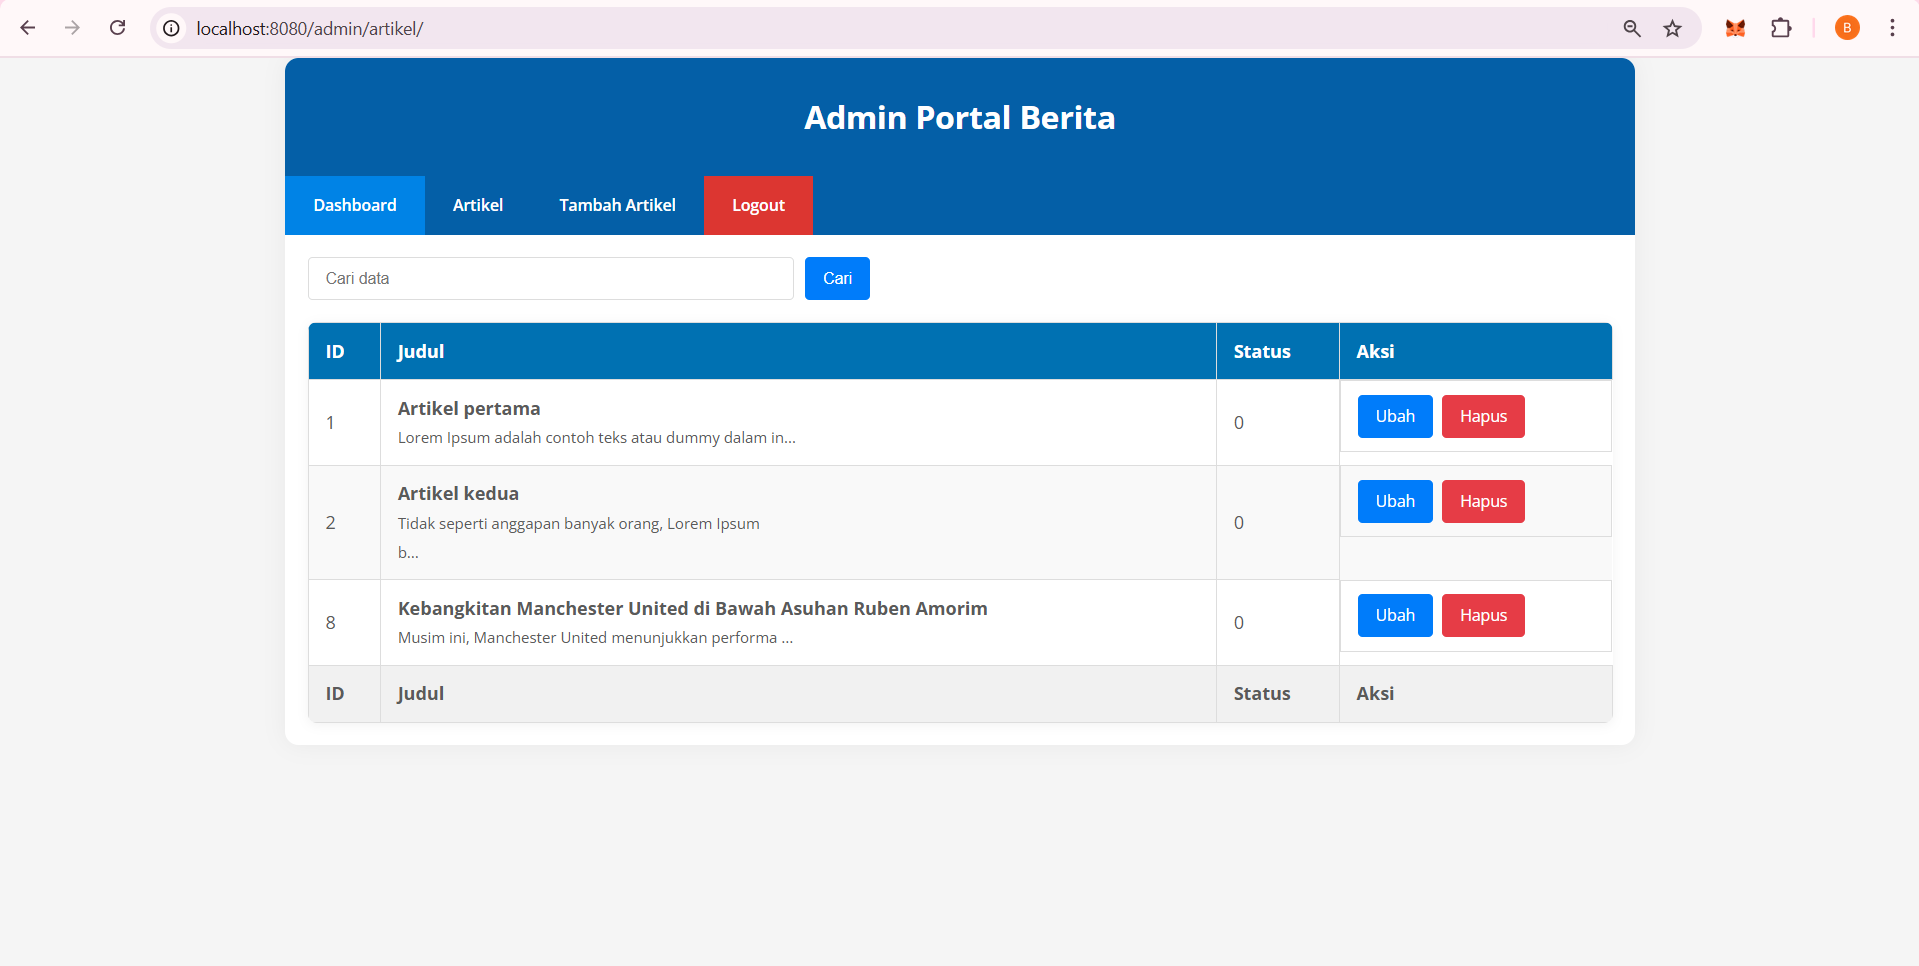 localhost:8080/admin/artikel/
B
Admin Portal Berita
Dashboard Artikel Tambah Artikel Logout
Cari data Cari
ID Judul Status Aksi
Artikel pertama
1 0 Ubah Hapus
Lorem Ipsum adalah contoh teks atau dummy dalam in...
Artikel kedua
2 Tidak seperti anggapan banyak orang, Lorem Ipsum 0 Ubah Hapus
b...
Kebangkitan Manchester United di Bawah Asuhan Ruben Amorim
8 0 Ubah Hapus
Musim ini, Manchester United menunjukkan performa ...
ID Judul Status Aksi